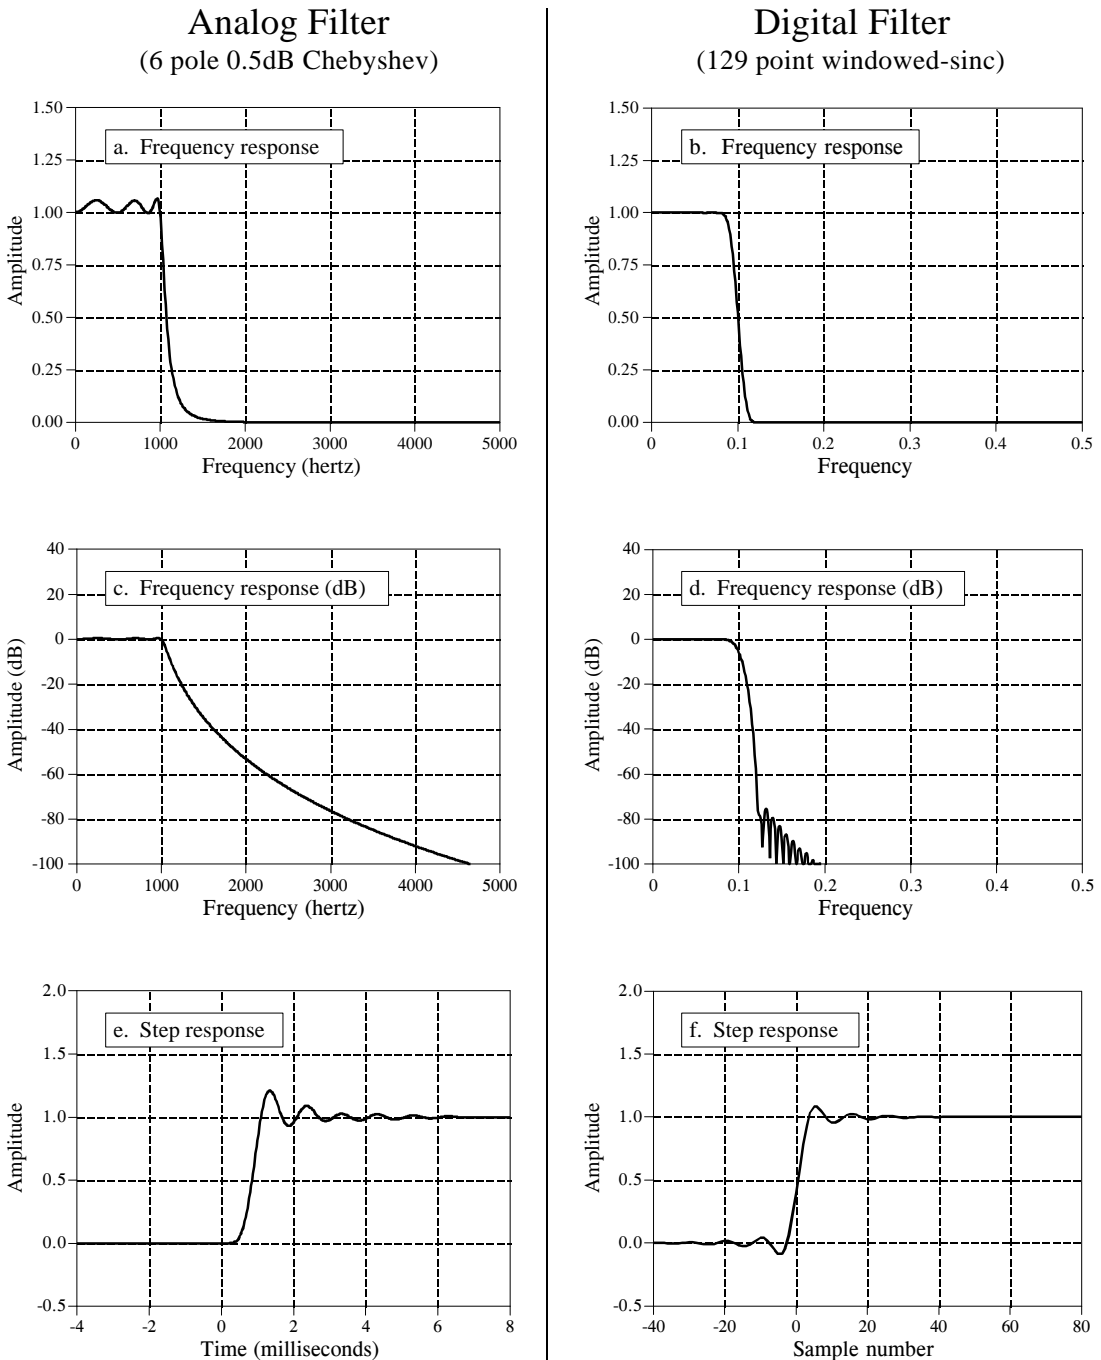 Analog Filter
(6 pole 0.5dB Chebyshev)
Digital Filter
(129 point windowed-sinc)
a. Frequency response
Amplitude
1.50
1.25
1.00
0.75
0.50
0.25
0.00
0 1000 2000 3000 4000 5000
Frequency (hertz)
b. Frequency response
Amplitude
1.50
1.25
1.00
0.75
0.50
0.25
0.00
0 0.1 0.2 0.3 0.4 0.5
Frequency
c. Frequency response (dB)
Amplitude (dB)
40
20
0
-20
-40
-60
-80
-100
0 1000 2000 3000 4000 5000
Frequency (hertz)
d. Frequency response (dB)
Amplitude (dB)
40
20
0
-20
-40
-60
-80
-100
0 0.1 0.2 0.3 0.4 0.5
Frequency
e. Step response
Amplitude
2.0
1.5
1.0
0.5
0.0
-0.5
-4 -2 0 2 4 6 8
Time (milliseconds)
f. Step response
Amplitude
2.0
1.5
1.0
0.5
0.0
-0.5
-40 -20 0 20 40 60 80
Sample number